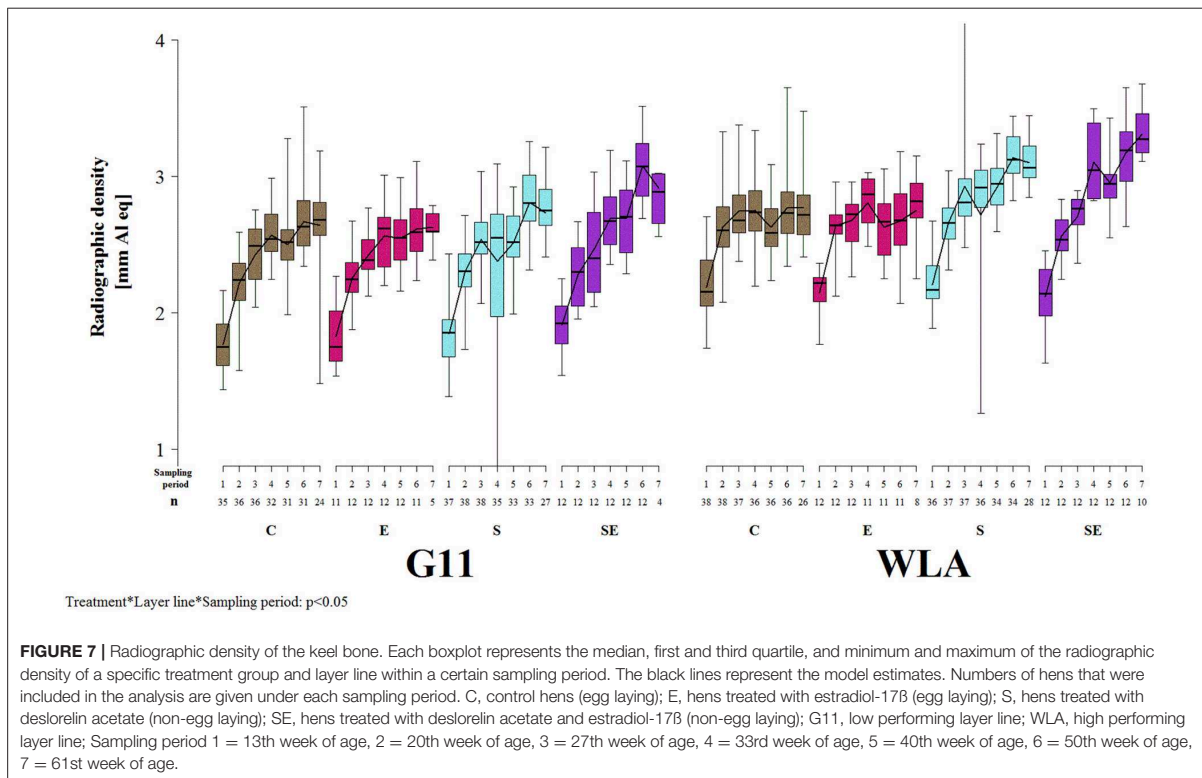 4
3
2
1
Radiographic density
[mm Al eq]
Sampling
period
1 2 3 4 5 6 7 1 2 3 4 5 6 7 1 2 3 4 5 6 7 1 2 3 4 5 6 7 1 2 3 4 5 6 7 1 2 3 4 5 6 7 1 2 3 4 5 6 7 1 2 3 4 5 6 7
n 35 36 36 32 31 31 24 11 12 12 12 12 11 5 37 38 38 35 33 33 27 12 12 12 12 12 12 4 38 38 37 36 36 36 26 12 12 12 11 11 11 8 36 37 37 36 34 34 28 12 12 12 12 12 12 10
C E S SE C E S SE
G11 WLA
Treatment*Layer line*Sampling period: p<0.05
FIGURE 7 | Radiographic density of the keel bone. Each boxplot represents the median, first and third quartile, and minimum and maximum of the radiographic
density of a specific treatment group and layer line within a certain sampling period. The black lines represent the model estimates. Numbers of hens that were
included in the analysis are given under each sampling period. C, control hens (egg laying); E, hens treated with estradiol-17ß (egg laying); S, hens treated with
deslorelin acetate (non-egg laying); SE, hens treated with deslorelin acetate and estradiol-17ß (non-egg laying); G11, low performing layer line; WLA, high performing
layer line; Sampling period 1 = 13th week of age, 2 = 20th week of age, 3 = 27th week of age, 4 = 33rd week of age, 5 = 40th week of age, 6 = 50th week of age,
7 = 61st week of age.